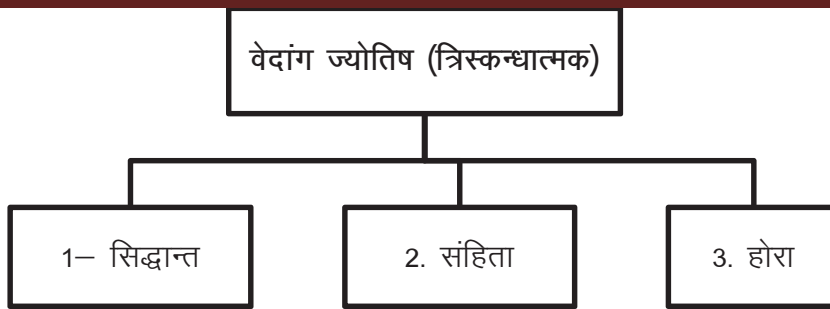 वेदांग ज्योतिष (त्रिस्कन्धात्मक)
1– सिद्धान्त
2. संहिता
3. होरा